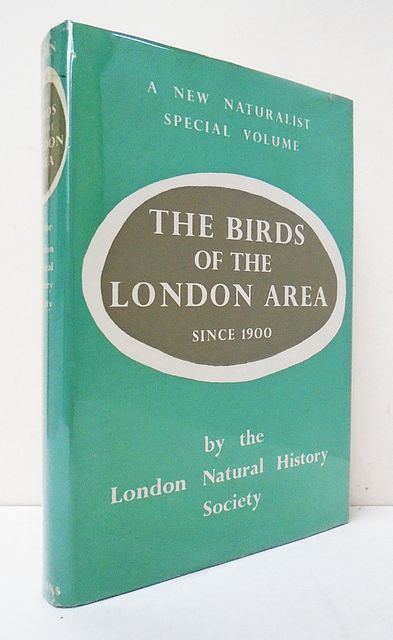 A NEW NATURALIST
SPECIAL VOLUME
THE BIRDS
OF THE
LONDON AREA
SINCE 1900
by the
London Natural History
Society